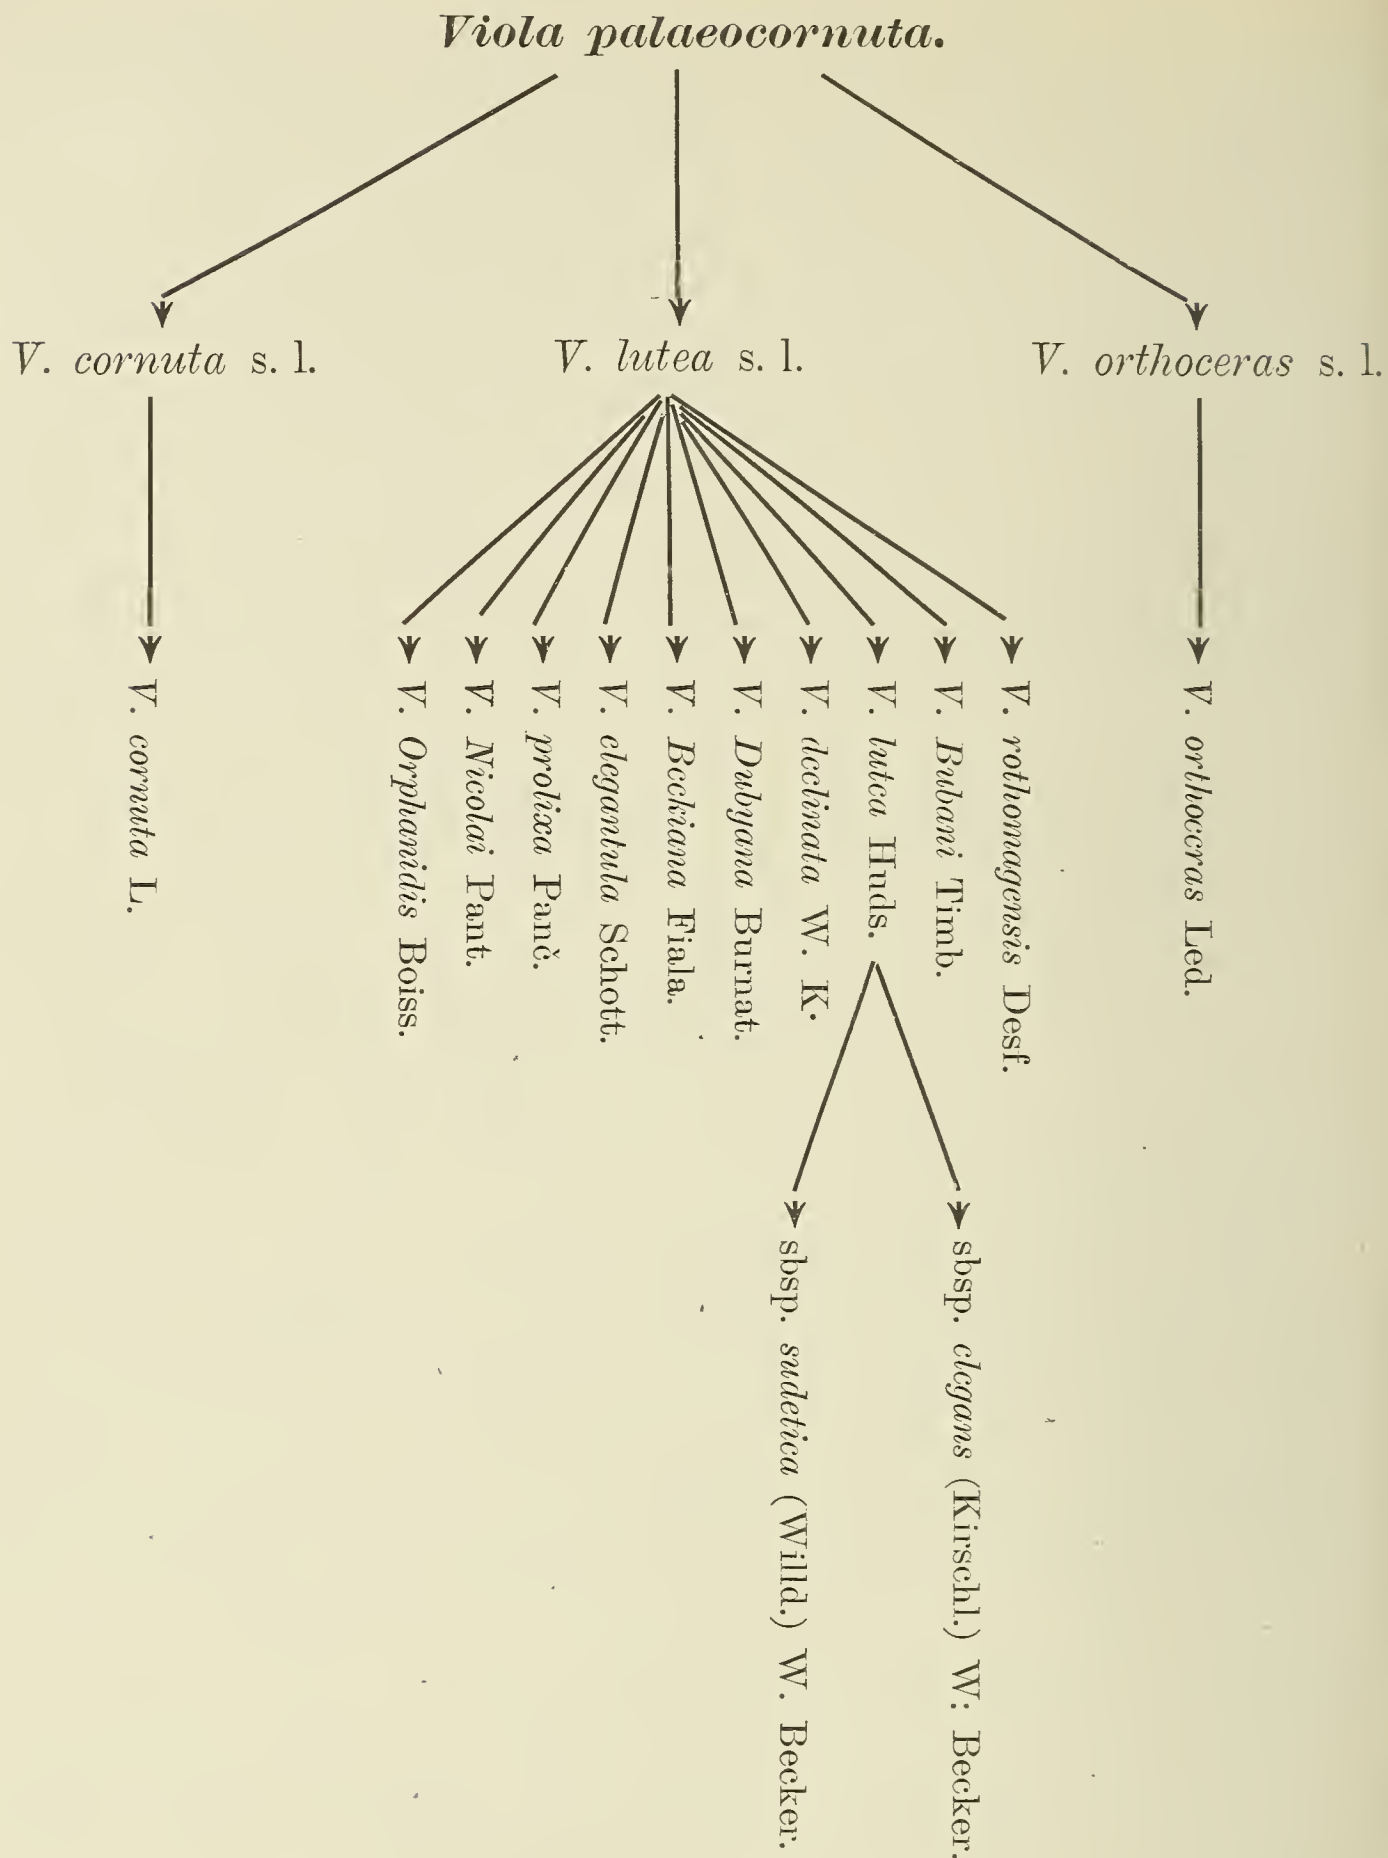 Viola palaeocornuta.
V. cornuta s. l.
V. lutea s. l.
V. orthoceras s. l.
V. cornuta L.
V. Orphanidis Boiss.
V. Nicolai Pant.
V. prolixa Panč.
V. elegantula Schott.
V. Beckiana Fiala.
V. Dubyana Burnat.
V. declinata W. K.
V. lutea Huds.
V. Bubani Timb.
V. rothomagensis Desf.
V. orthoceras Led.
sbsp. sudetica (Willd.) W. Becker.
sbsp. elegans (Kirschl.) W: Becker.